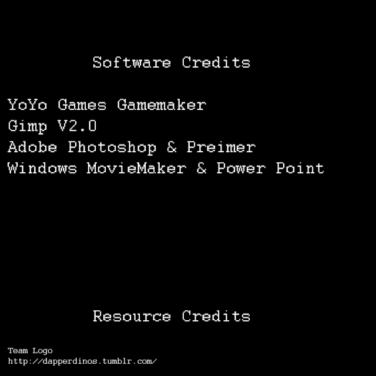 Software Credits
YoYo Games Gamemaker
Gimp V2.0
Adobe Photoshop & Preimer
Windows MovieMaker & Power Point
Resource Credits
Team Logo
http://dapperdinos.tumblr.com/